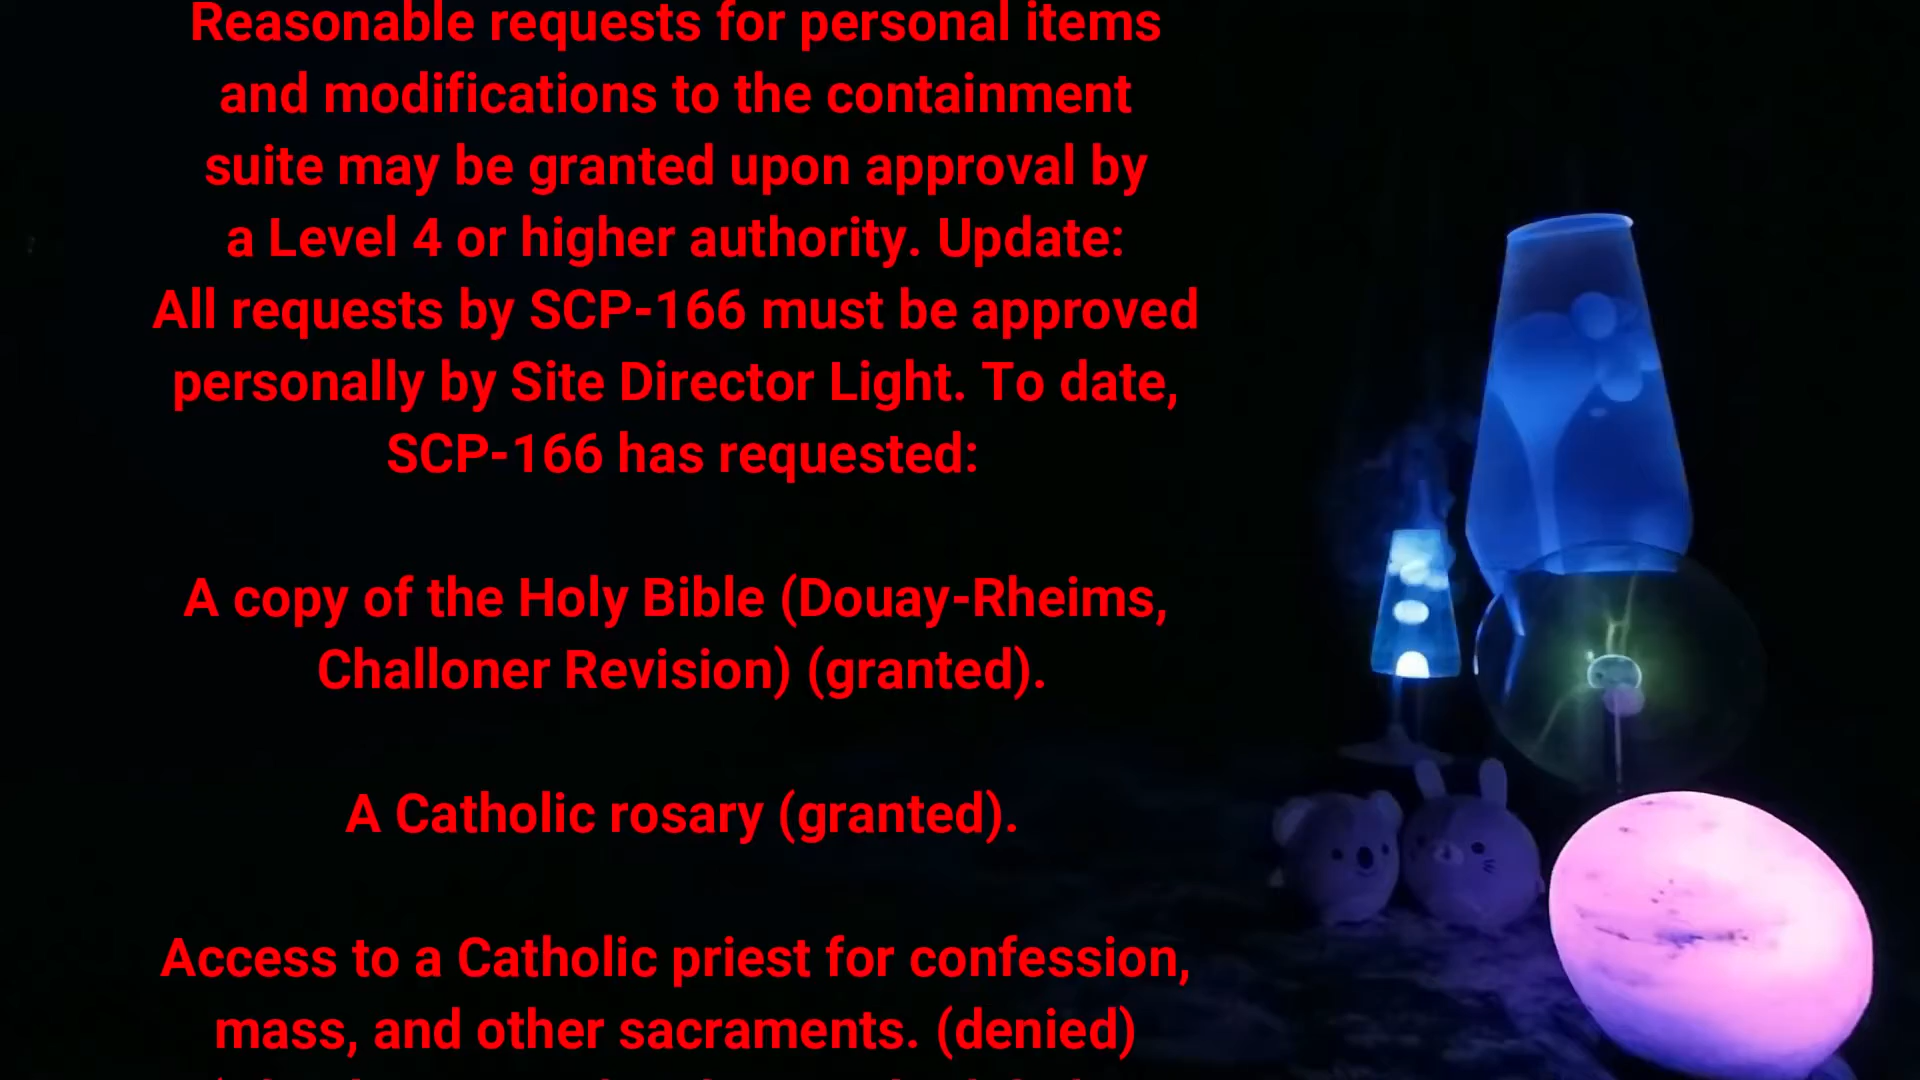 Reasonable requests for personal items
and modifications to the containment
suite may be granted upon approval by
a Level 4 or higher authority. Update:
All requests by SCP-166 must be approved
personally by Site Director Light. To date,
SCP-166 has requested:
A copy of the Holy Bible (Douay-Rheims,
Challoner Revision) (granted).
A Catholic rosary (granted).
Access to a Catholic priest for confession,
mass, and other sacraments. (denied)